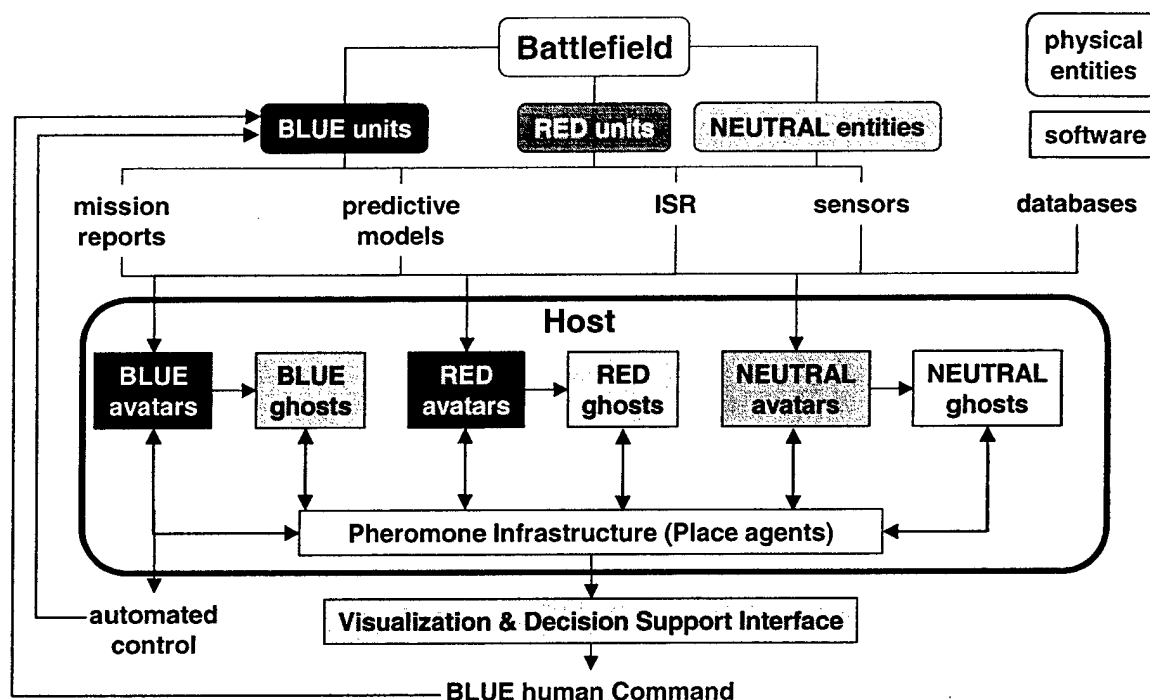 Battlefield
physical
entities
BLUE units
RED units
NEUTRAL entities
software
mission
reports
predictive
models
ISR
sensors
databases
Host
BLUE
avatars
BLUE
ghosts
RED
avatars
RED
ghosts
NEUTRAL
avatars
NEUTRAL
ghosts
Pheromone Infrastructure (Place agents)
automated
control
Visualization & Decision Support Interface
BLUE human Command